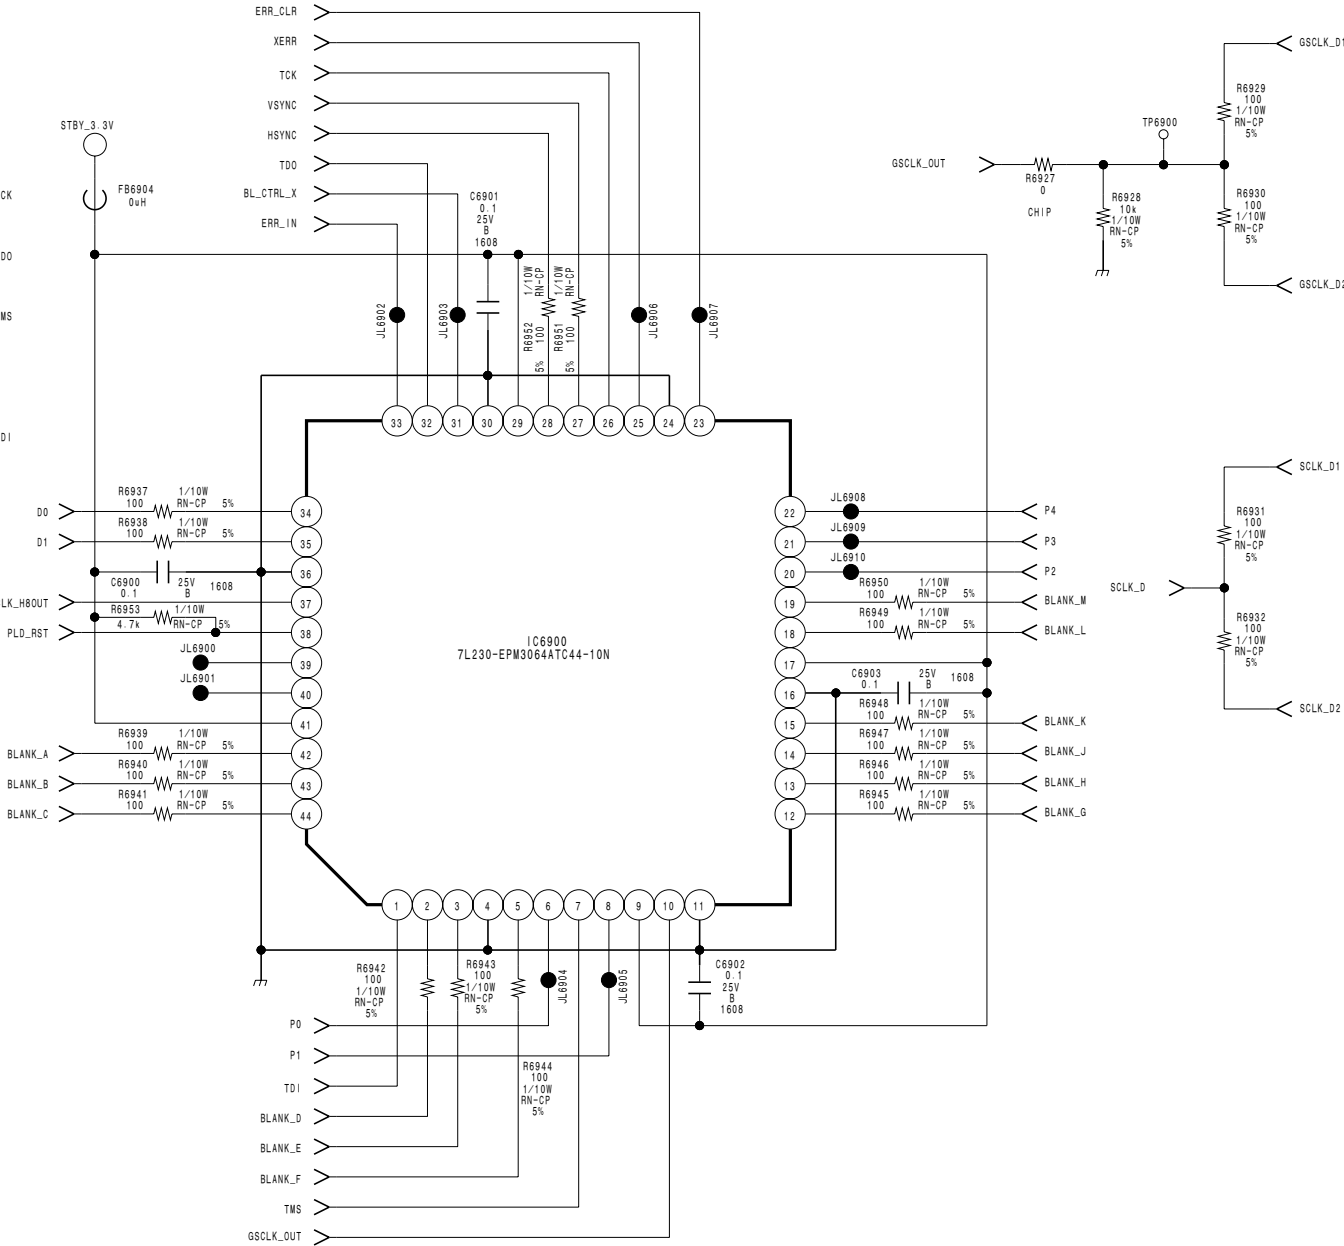 ERR_CLR
XERR
TCK
VSYNC
HSYNC
TDO
BL_CTRL_X
ERR_IN
STBY_3.3V
FB6904
0uH
CK
DO
MS
DI
C6901
0.1
25V
B
1608
JL6902
JL6903
R6952
100
1/10W
RN-CP
5%
R6951
100
1/10W
RN-CP
5%
JL6906
JL6907
33
32
31
30
29
28
27
26
25
24
23
GSCLK_OUT
R6927
0
CHIP
TP6900
R6928
10k
1/10W
RN-CP
5%
R6929
100
1/10W
RN-CP
5%
R6930
100
1/10W
RN-CP
5%
GSCLK_D1
GSCLK_D2
D0
R6937
100
1/10W
RN-CP
5%
34
D1
R6938
100
1/10W
RN-CP
5%
35
C6900
0.1
25V
B
1608
36
LK_H8OUT
37
R6953
4.7k
1/10W
RN-CP
5%
PLD_RST
38
JL6900
39
JL6901
40
41
BLANK_A
R6939
100
1/10W
RN-CP
5%
42
BLANK_B
R6940
100
1/10W
RN-CP
5%
43
BLANK_C
R6941
100
1/10W
RN-CP
5%
44
IC6900
7L230-EPM3064ATC44-10N
22
JL6908
P4
21
JL6909
P3
20
JL6910
P2
19
R6950
100
1/10W
RN-CP
5%
BLANK_M
18
R6949
100
1/10W
RN-CP
5%
BLANK_L
17
16
C6903
0.1
25V
B
1608
15
R6948
100
1/10W
RN-CP
5%
BLANK_K
14
R6947
100
1/10W
RN-CP
5%
BLANK_J
13
R6946
100
1/10W
RN-CP
5%
BLANK_H
12
R6945
100
1/10W
RN-CP
5%
BLANK_G
SCLK_D
R6931
100
1/10W
RN-CP
5%
R6932
100
1/10W
RN-CP
5%
SCLK_D1
SCLK_D2
1
2
3
4
5
6
7
8
9
10
11
R6942
100
1/10W
RN-CP
5%
R6943
100
1/10W
RN-CP
5%
JL6904
JL6905
C6902
0.1
25V
B
1608
R6944
100
1/10W
RN-CP
5%
P0
P1
TDI
BLANK_D
BLANK_E
BLANK_F
TMS
GSCLK_OUT